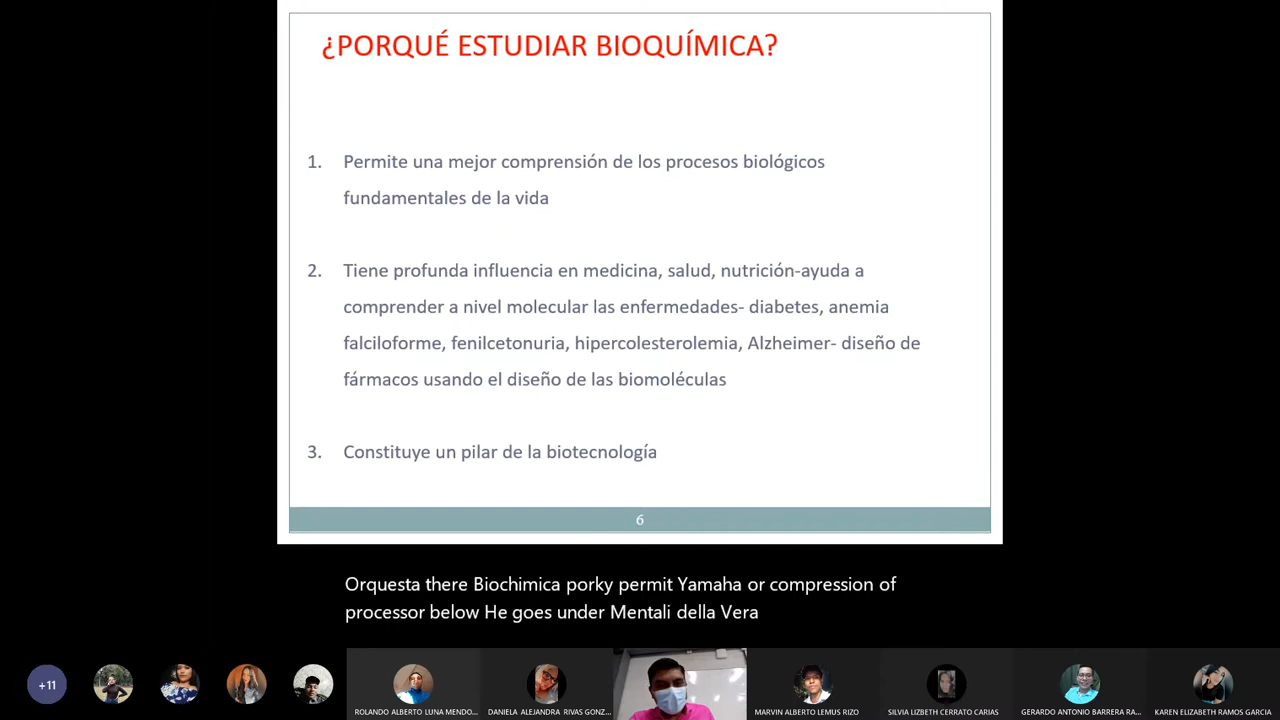 ¿PORQUÉ ESTUDIAR BIOQUÍMICA?
1. Permite una mejor comprensión de los procesos biológicos
fundamentales de la vida
2. Tiene profunda influencia en medicina, salud, nutrición-ayuda a
comprender a nivel molecular las enfermedades- diabetes, anemia
falciloforme, fenilcetonuria, hipercolesterolemia, Alzheimer- diseño de
fármacos usando el diseño de las biomoléculas
3. Constituye un pilar de la biotecnología
6
Orquesta there Biochimica porky permit Yamaha or compression of
processor below He goes under Mentali della Vera
+11
ROLANDO ALBERTO LUNA MENDO...
DANIELA ALEJANDRA RIVAS GONZ...
MARVIN ALBERTO LEMUS RIZO
SILVIA LIZBETH CERRATO CARIAS
GERARDO ANTONIO BARRERA RA...
KAREN ELIZABETH RAMOS GARCIA